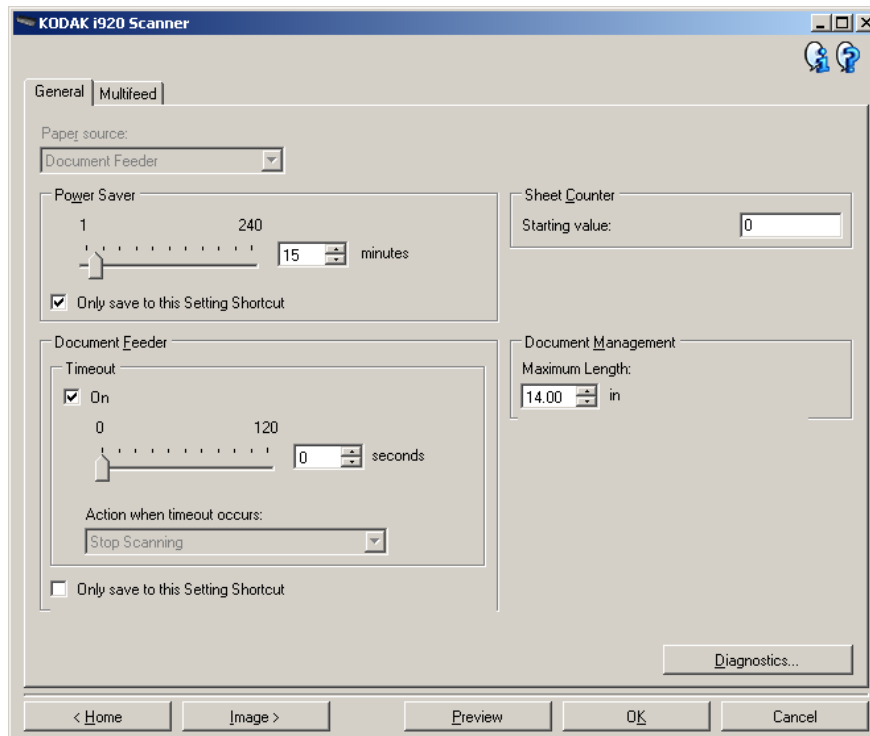 KODAK i920 Scanner
General
Multifeed
Paper source:
Document Feeder
Power Saver
1 240
15 minutes
Only save to this Setting Shortcut
Sheet Counter
Starting value: 0
Document Feeder
Timeout
On
0 120
0 seconds
Action when timeout occurs:
Stop Scanning
Only save to this Setting Shortcut
Document Management
Maximum Length:
14.00 in
Diagnostics...
< Home
Image >
Preview
OK
Cancel